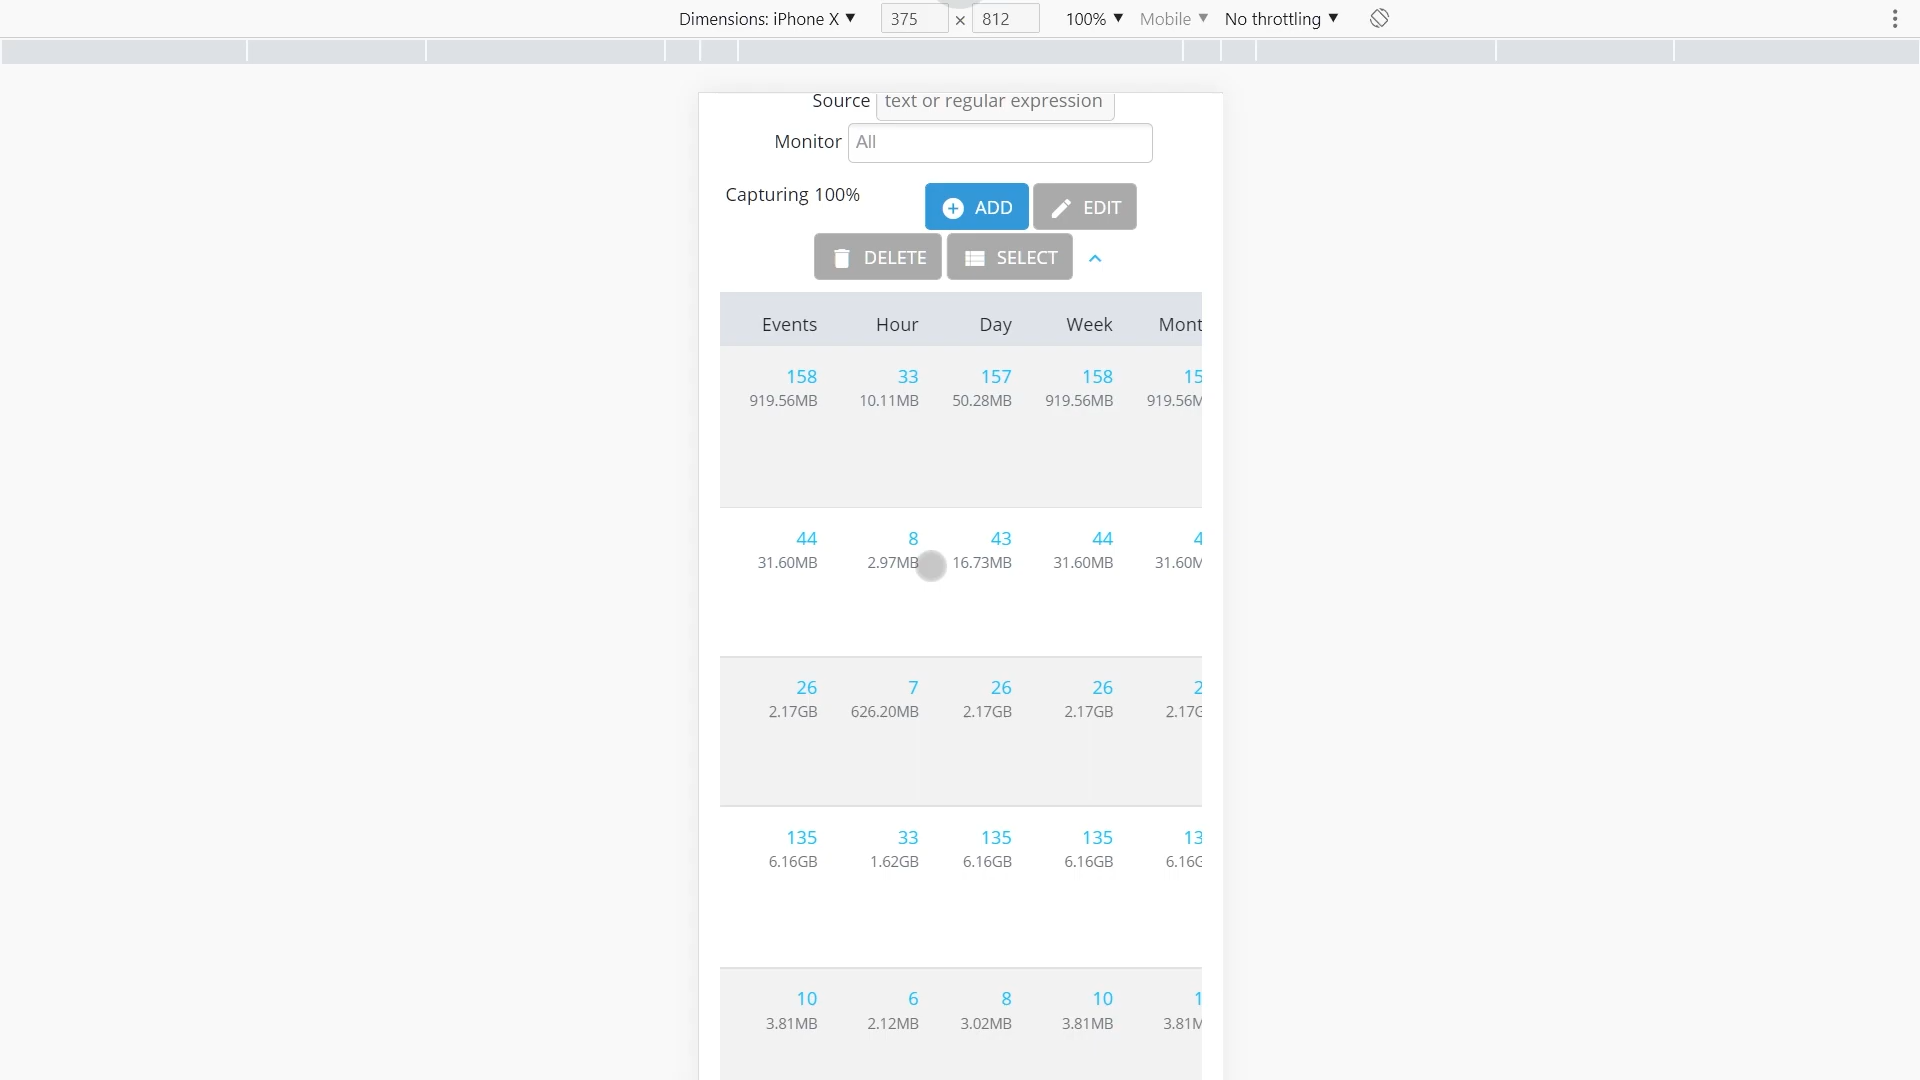 Dimensions: iPhone X ▼ 375 × 812 100% ▼ Mobile ▼ No throttling ▼
Source text or regular expression
Monitor All
Capturing 100% ADD EDIT
DELETE SELECT
Events Hour Day Week Mont
158 33 157 158 15
919.56MB 10.11MB 50.28MB 919.56MB 919.56M
44 8 43 44 4
31.60MB 2.97MB 16.73MB 31.60MB 31.60M
26 7 26 26 2
2.17GB 626.20MB 2.17GB 2.17GB 2.17G
135 33 135 135 13
6.16GB 1.62GB 6.16GB 6.16GB 6.16G
10 6 8 10 1
3.81MB 2.12MB 3.02MB 3.81MB 3.81M